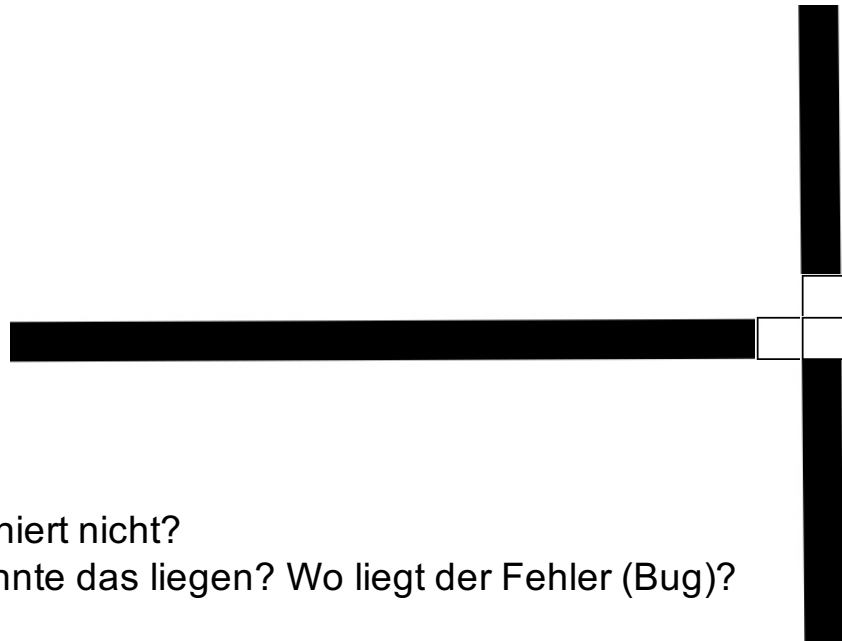 niert nicht?
nnte das liegen? Wo liegt der Fehler (Bug)?